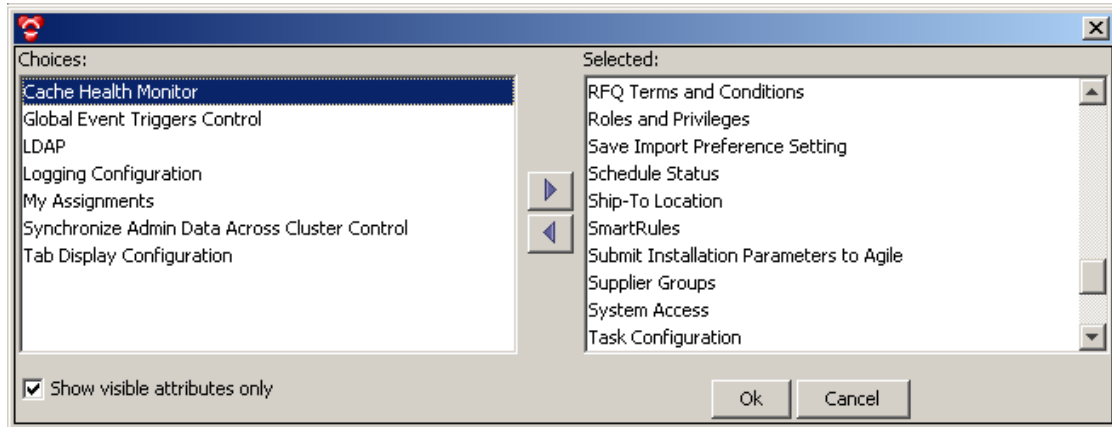 Choices:
Cache Health Monitor
Global Event Triggers Control
LDAP
Logging Configuration
My Assignments
Synchronize Admin Data Across Cluster Control
Tab Display Configuration
Selected:
RFQ Terms and Conditions
Roles and Privileges
Save Import Preference Setting
Schedule Status
Ship-To Location
SmartRules
Submit Installation Parameters to Agile
Supplier Groups
System Access
Task Configuration
Show visible attributes only
Ok
Cancel